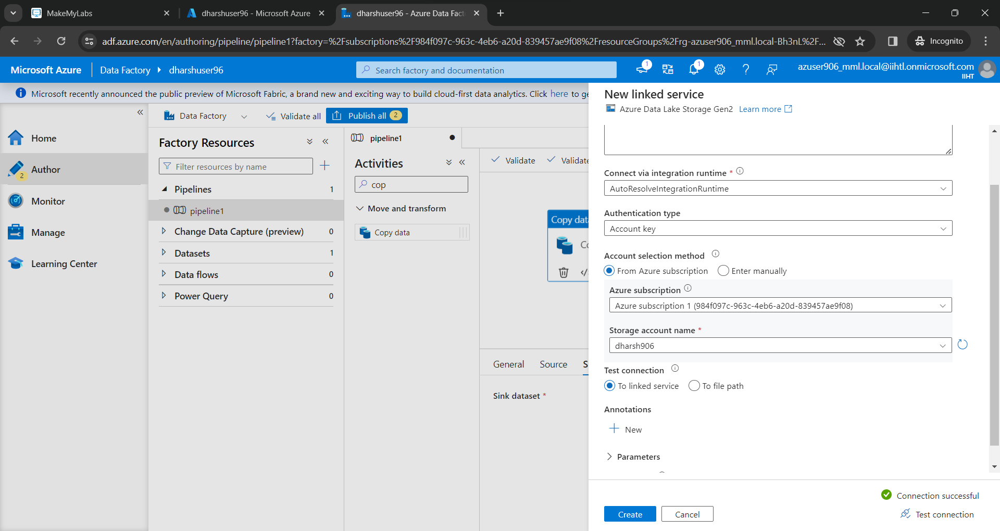 MakeMyLabs
dharshuser96 - Microsoft Azure
dharshuser96 - Azure Data Fact
adf.azure.com/en/authoring/pipeline/pipeline1?factory=%2Fsubscriptions%2F984f097c-963c-4eb6-a20d-839457ae9f08%2FresourceGroups%2Frg-azuser906_mml.local-Bh3nL%2F...
Incognito
Microsoft Azure
Data Factory
dharshuser96
Search factory and documentation
1
1
azuser906_mml.local@iihtl.onmicrosoft.com
IIHT
Microsoft recently announced the public preview of Microsoft Fabric, a brand new and exciting way to build cloud-first data analytics. Click here to ge
Home
Author
2
Monitor
Manage
Learning Center
Data Factory
Validate all
Publish all 2
Factory Resources
Filter resources by name
Pipelines 1
pipeline1
Change Data Capture (preview) 0
Datasets 1
Data flows 0
Power Query 0
pipeline1
Activities
cop
Move and transform
Copy data
Validate
Validate
Copy dat
Co
General
Source
S
Sink dataset *
New linked service
Azure Data Lake Storage Gen2 Learn more
Connect via integration runtime *
AutoResolveIntegrationRuntime
Authentication type
Account key
Account selection method
From Azure subscription
Enter manually
Azure subscription
Azure subscription 1 (984f097c-963c-4eb6-a20d-839457ae9f08)
Storage account name *
dharsh906
Test connection
To linked service
To file path
Annotations
New
Parameters
Connection successful
Create
Cancel
Test connection